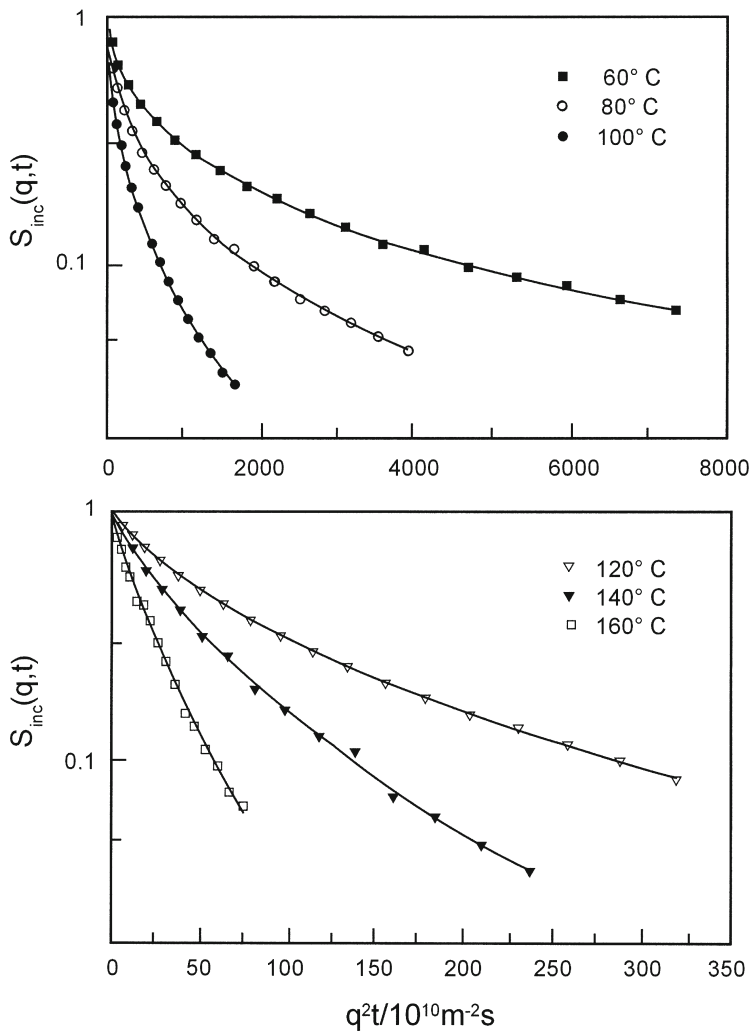 1
60° C
80° C
100° C
S_inc(q,t)
0.1
0 2000 4000 6000 8000
1
120° C
140° C
160° C
S_inc(q,t)
0.1
0 50 100 150 200 250 300 350
q²t/10¹⁰m⁻²s